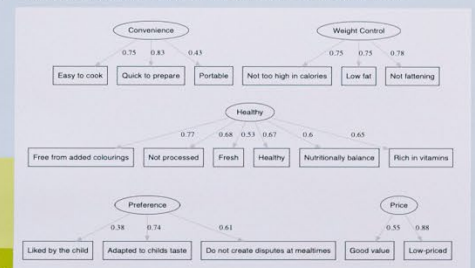 Convenience Weight Control
0.75 0.83 0.43 0.75 0.75 0.78
Easy to cook Quick to prepare Portable Not too high in calories Low fat Not fattening
Healthy
0.77 0.68 0.53 0.67 0.6 0.65
Free from added colourings Not processed Fresh Healthy Nutritionally balance Rich in vitamins
Preference Price
0.38 0.74 0.61 0.55 0.88
Liked by the child Adapted to childs taste Do not create disputes at mealtimes Good value Low-priced